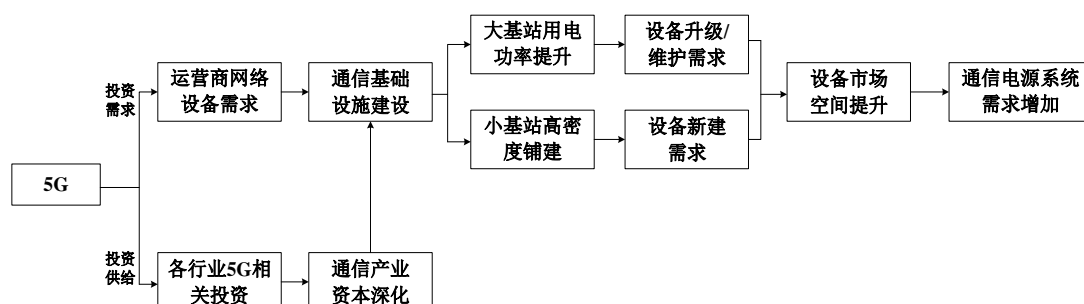 大基站用电
功率提升
设备升级/
维护需求
投资
需求
运营商网络
设备需求
通信基础
设施建设
设备市场
空间提升
通信电源系统
需求增加
小基站高密
度铺建
设备新建
需求
5G
投资
供给
各行业5G相
关投资
通信产业
资本深化